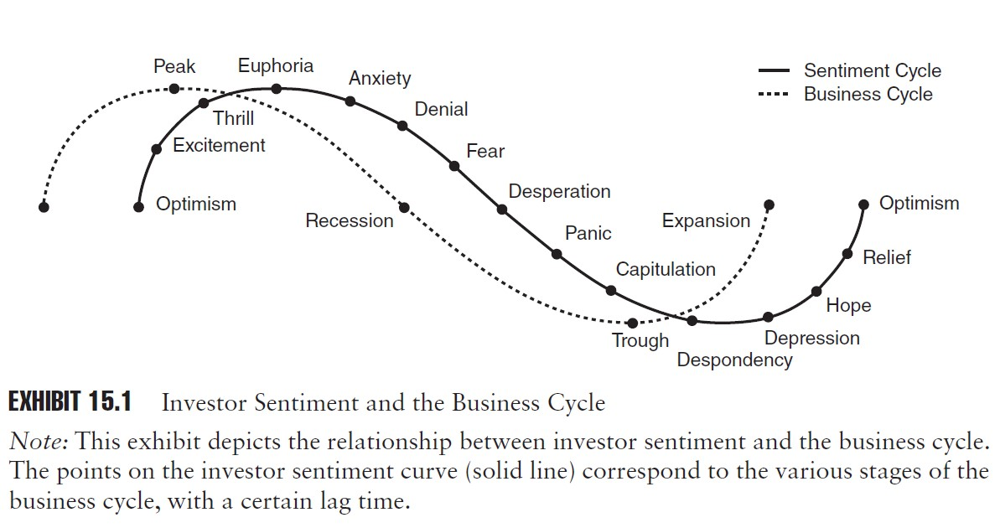 Peak
Euphoria
Anxiety
Sentiment Cycle
Business Cycle
Thrill
Denial
Excitement
Fear
Optimism
Desperation
Recession
Expansion
Optimism
Panic
Relief
Capitulation
Hope
Trough
Depression
Despondency
EXHIBIT 15.1 Investor Sentiment and the Business Cycle
Note: This exhibit depicts the relationship between investor sentiment and the business cycle.
The points on the investor sentiment curve (solid line) correspond to the various stages of the
business cycle, with a certain lag time.